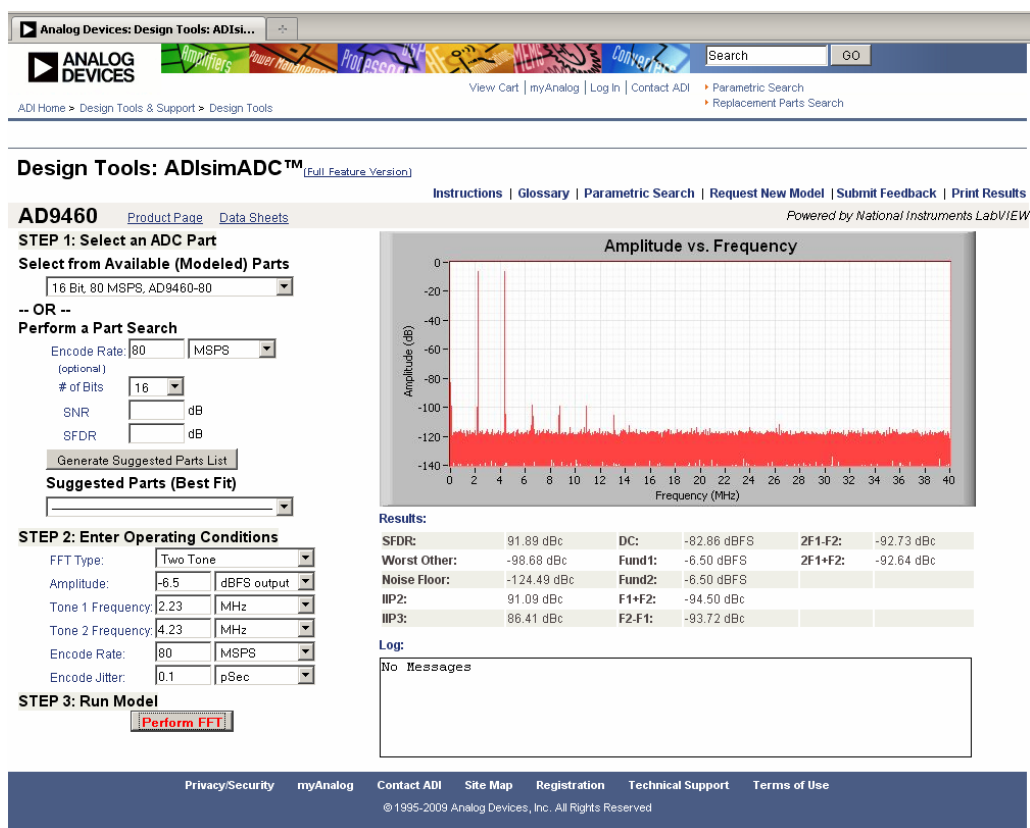 Analog Devices: Design Tools: ADIsi...
ANALOG DEVICES
Amplifiers Power Management Processors DSP MEMS Converters
Search GO
View Cart | myAnalog | Log In | Contact ADI
Parametric Search
Replacement Parts Search
ADI Home > Design Tools & Support > Design Tools
Design Tools: ADIsimADC™ (Full Feature Version)
Instructions | Glossary | Parametric Search | Request New Model | Submit Feedback | Print Results
AD9460 Product Page Data Sheets
Powered by National Instruments LabVIEW
STEP 1: Select an ADC Part
Select from Available (Modeled) Parts
16 Bit, 80 MSPS, AD9460-80
-- OR --
Perform a Part Search
Encode Rate: 80 MSPS
(optional)
# of Bits 16
SNR dB
SFDR dB
Generate Suggested Parts List
Suggested Parts (Best Fit)
STEP 2: Enter Operating Conditions
FFT Type: Two Tone
Amplitude: -6.5 dBFS output
Tone 1 Frequency: 2.23 MHz
Tone 2 Frequency: 4.23 MHz
Encode Rate: 80 MSPS
Encode Jitter: 0.1 pSec
STEP 3: Run Model
Perform FFT
Amplitude vs. Frequency
Amplitude (dB)
0
-20
-40
-60
-80
-100
-120
-140
0 2 4 6 8 10 12 14 16 18 20 22 24 26 28 30 32 34 36 38 40
Frequency (MHz)
Results:
SFDR: 91.89 dBc DC: -82.86 dBFS 2F1-F2: -92.73 dBc
Worst Other: -98.68 dBc Fund1: -6.50 dBFS 2F1+F2: -92.64 dBc
Noise Floor: -124.49 dBc Fund2: -6.50 dBFS
IIP2: 91.09 dBc F1+F2: -94.50 dBc
IIP3: 86.41 dBc F2-F1: -93.72 dBc
Log:
No Messages
Privacy/Security myAnalog Contact ADI Site Map Registration Technical Support Terms of Use
© 1995-2009 Analog Devices, Inc. All Rights Reserved